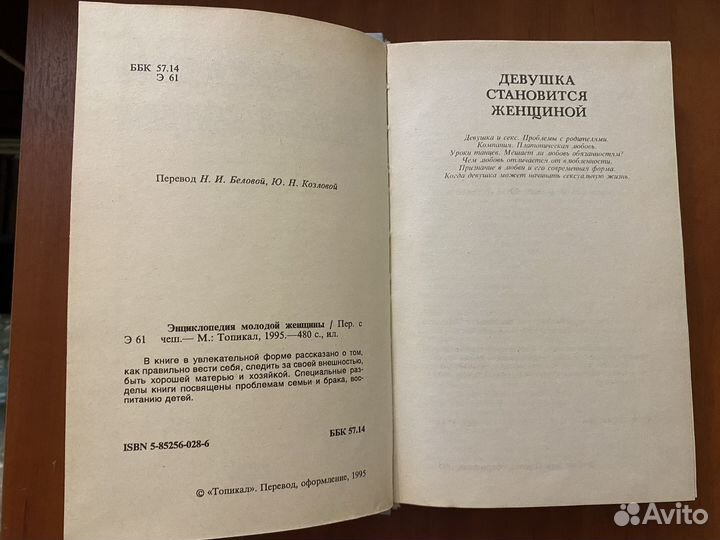 ББК 57.14
Э 61
Перевод Н. И. Беловой, Ю. Н. Козловой
Энциклопедия молодой женщины / Пер. с
Э 61 чеш.— М.: Топикал, 1995.—480 с., ил.
В книге в увлекательной форме рассказано о том,
как правильно вести себя, следить за своей внешностью,
быть хорошей матерью и хозяйкой. Специальные раз-
делы книги посвящены проблемам семьи и брака, вос-
питанию детей.
ISBN 5-85256-028-6
ББК 57.14
© «Топикал». Перевод, оформление, 1995
ДЕВУШКА
СТАНОВИТСЯ
ЖЕНЩИНОЙ
Девушка и секс. Проблемы с родителями.
Компания. Платоническая любовь.
Уроки танцев. Мешает ли любовь обязанностям?
Чем любовь отличается от влюбленности.
Признание в любви и его современная форма.
Когда девушка может начинать сексуальную жизнь.
Avito